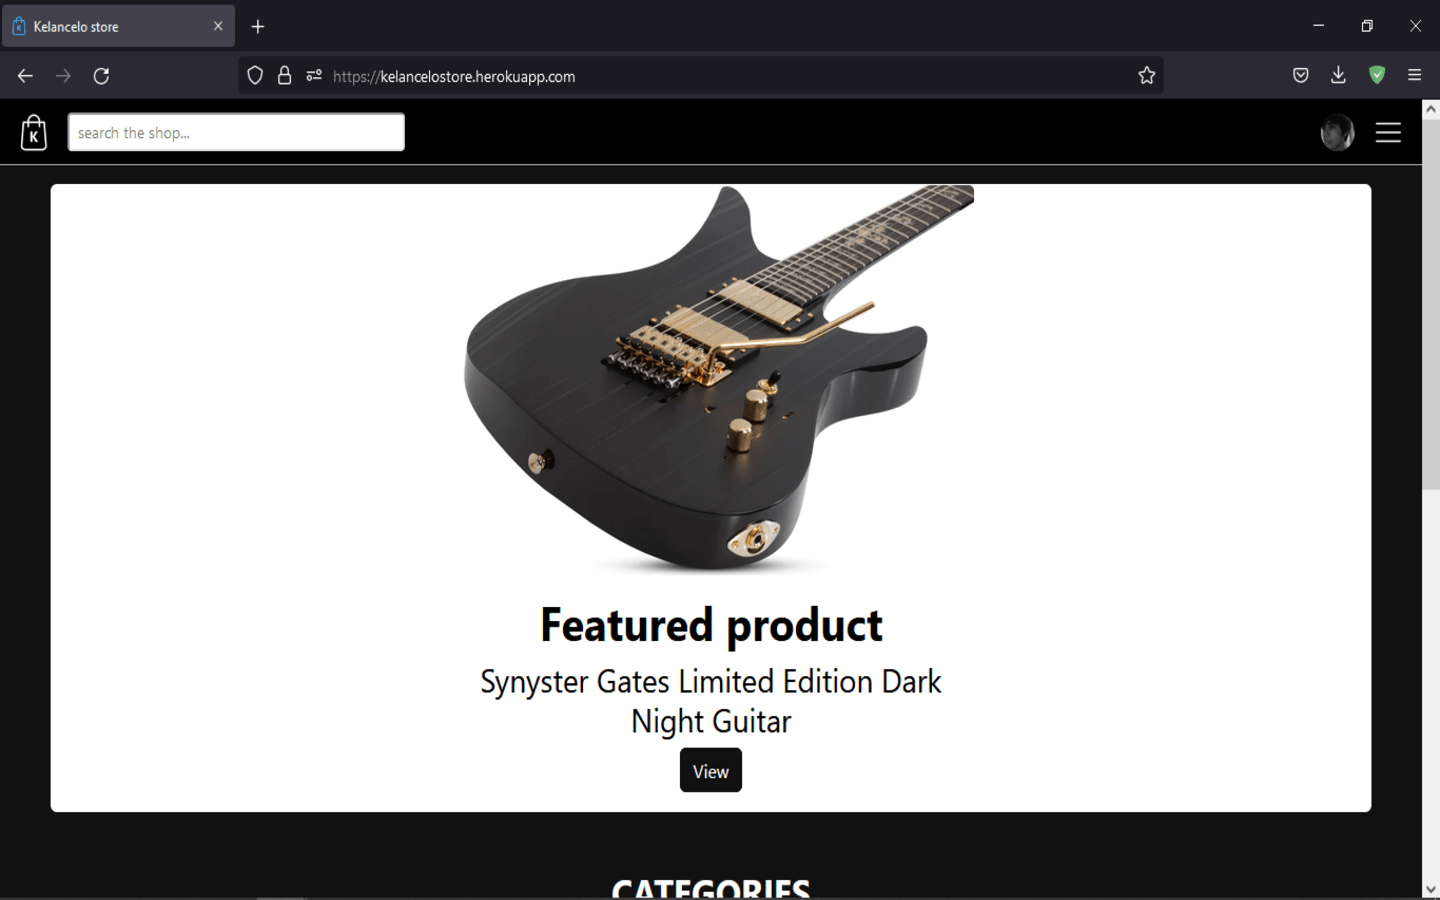 Kelancelo store
https://kelancelostore.herokuapp.com
K
search the shop...
Featured product
Synyster Gates Limited Edition Dark
Night Guitar
View
CATEGORIES